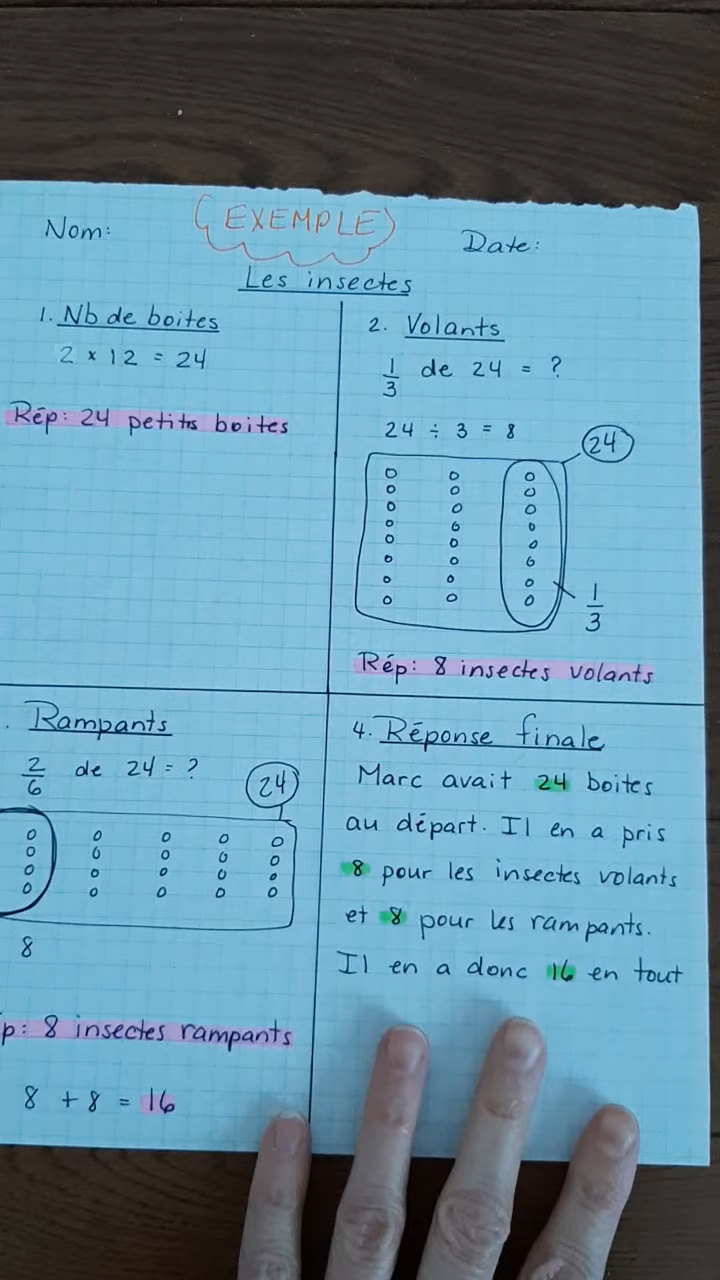 Nom:
EXEMPLE
Date:
Les insectes
1. Nb de boites
2 × 12 = 24
Rép: 24 petits boites
2. Volants
1/3 de 24 = ?
24 ÷ 3 = 8
24
1/3
Rép: 8 insectes volants
. Rampants
2/6 de 24 = ?
24
8
p: 8 insectes rampants
8 + 8 = 16
4. Réponse finale
Marc avait 24 boites
au départ. Il en a pris
8 pour les insectes volants
et 8 pour les rampants.
Il en a donc 16 en tout